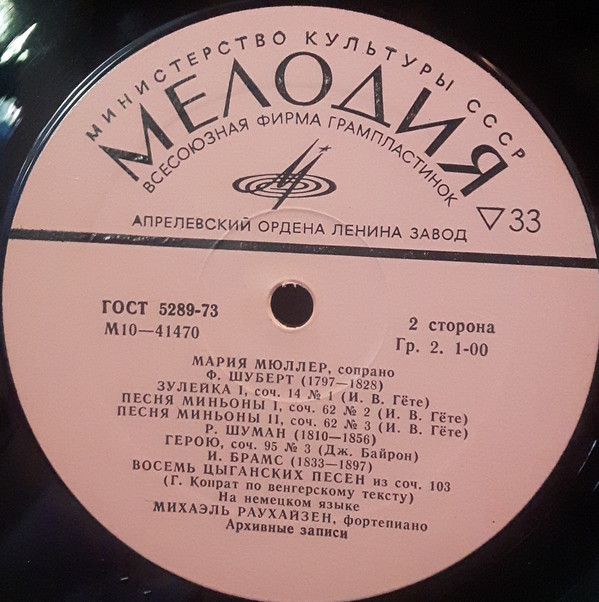 МИНИСТЕРСТВО КУЛЬТУРЫ СССР
МЕЛОДИЯ
ВСЕСОЮЗНАЯ ФИРМА ГРАМПЛАСТИНОК
АПРЕЛЕВСКИЙ ОРДЕНА ЛЕНИНА ЗАВОД
▽33
ГОСТ 5289-73
М10—41470
2 сторона
Гр. 2. 1-00
МАРИЯ МЮЛЛЕР, сопрано
Ф. ШУБЕРТ (1797—1828)
ЗУЛЕЙКА I, соч. 14 № 1 (И. В. Гёте)
ПЕСНЯ МИНЬОНЫ I, соч. 62 № 2 (И. В. Гёте)
ПЕСНЯ МИНЬОНЫ II, соч. 62 № 3 (И. В. Гёте)
Р. ШУМАН (1810—1856)
ГЕРОЮ, соч. 95 № 3 (Дж. Байрон)
И. БРАМС (1833—1897)
ВОСЕМЬ ЦЫГАНСКИХ ПЕСЕН из соч. 103
(Г. Конрат по венгерскому тексту)
На немецком языке
МИХАЭЛЬ РАУХАЙЗЕН, фортепиано
Архивные записи